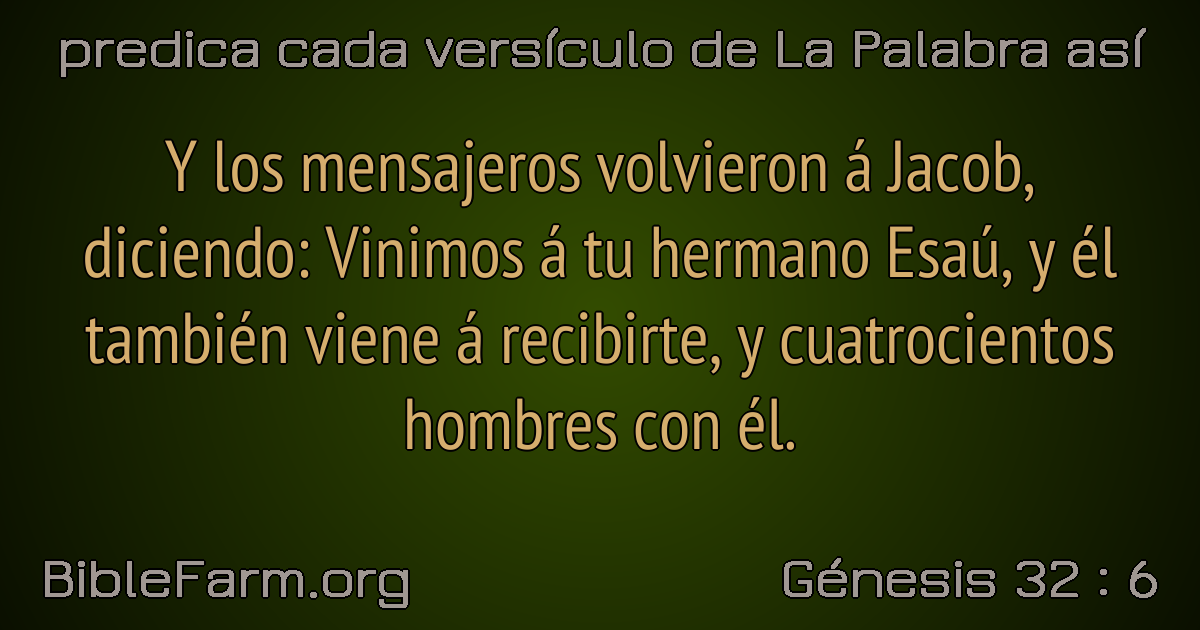 predica cada versículo de La Palabra así
Y los mensajeros volvieron á Jacob,
diciendo: Vinimos á tu hermano Esaú, y él
también viene á recibirte, y cuatrocientos
hombres con él.
BibleFarm.org
Génesis 32 : 6